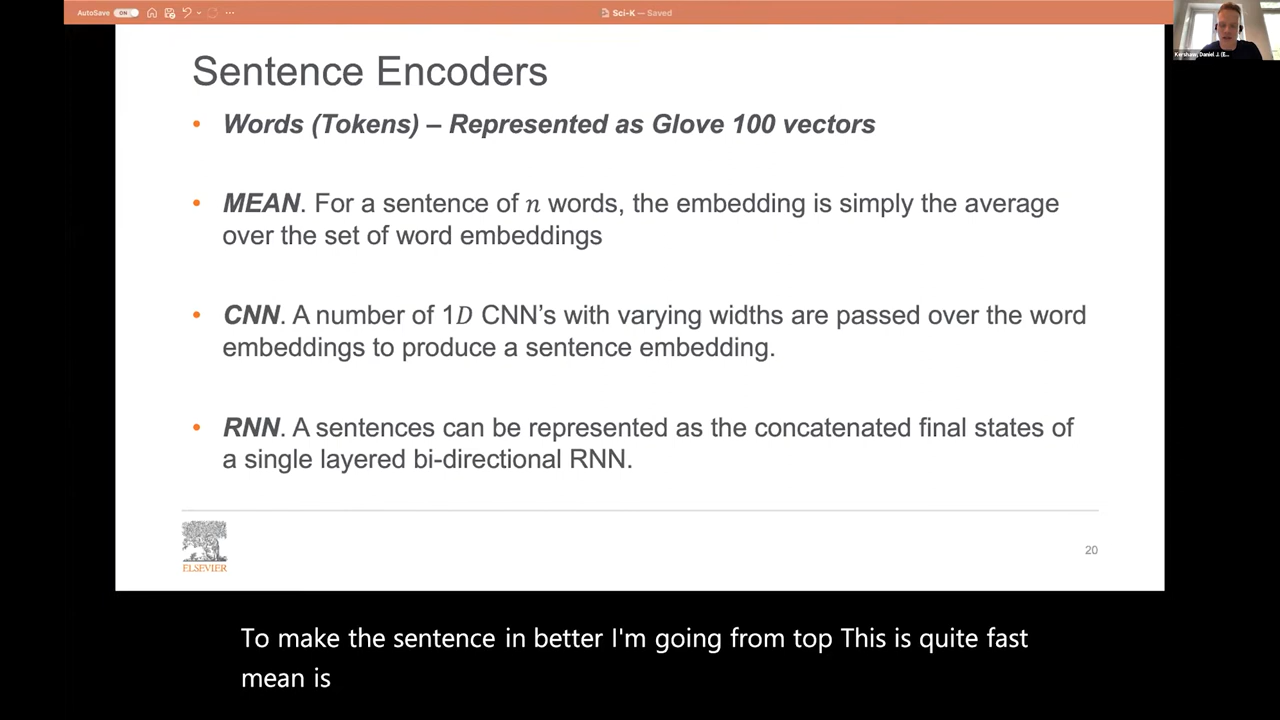 AutoSave ON Sci-K — Saved
Kershaw, Daniel J. (E...
Sentence Encoders
• Words (Tokens) – Represented as Glove 100 vectors
• MEAN. For a sentence of n words, the embedding is simply the average
over the set of word embeddings
• CNN. A number of 1D CNN’s with varying widths are passed over the word
embeddings to produce a sentence embedding.
• RNN. A sentences can be represented as the concatenated final states of
a single layered bi-directional RNN.
ELSEVIER
20
To make the sentence in better I'm going from top This is quite fast
mean is